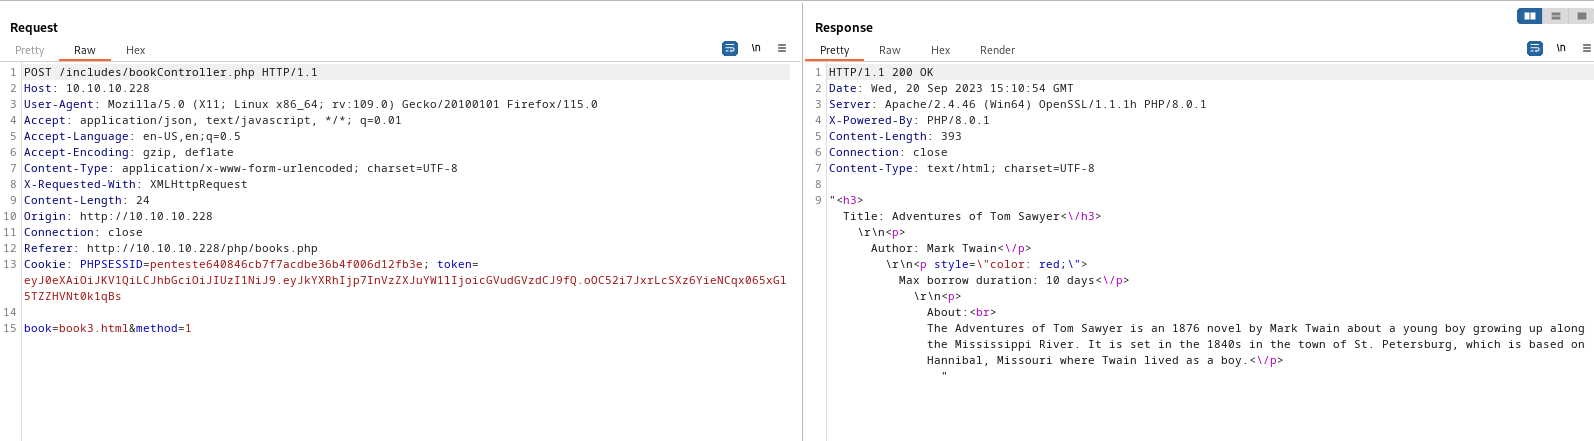 Request
Pretty Raw Hex
\n
1 POST /includes/bookController.php HTTP/1.1
2 Host: 10.10.10.228
3 User-Agent: Mozilla/5.0 (X11; Linux x86_64; rv:109.0) Gecko/20100101 Firefox/115.0
4 Accept: application/json, text/javascript, */*; q=0.01
5 Accept-Language: en-US,en;q=0.5
6 Accept-Encoding: gzip, deflate
7 Content-Type: application/x-www-form-urlencoded; charset=UTF-8
8 X-Requested-With: XMLHttpRequest
9 Content-Length: 24
10 Origin: http://10.10.10.228
11 Connection: close
12 Referer: http://10.10.10.228/php/books.php
13 Cookie: PHPSESSID=penteste640846cb7f7acdbe36b4f006d12fb3e; token=
eyJ0eXAiOiJKV1QiLCJhbGciOiJIUzI1NiJ9.eyJkYXRhIjp7InVzZXJuYW1lIjoicGVudGVzdCJ9fQ.oOC52i7JxrLcSXz6YieNCqx065xGl
5TZZHVNt0k1qBs
14
15 book=book3.html&method=1
Response
Pretty Raw Hex Render
\n
1 HTTP/1.1 200 OK
2 Date: Wed, 20 Sep 2023 15:10:54 GMT
3 Server: Apache/2.4.46 (Win64) OpenSSL/1.1.1h PHP/8.0.1
4 X-Powered-By: PHP/8.0.1
5 Content-Length: 393
6 Connection: close
7 Content-Type: text/html; charset=UTF-8
8
9 "<h3>
Title: Adventures of Tom Sawyer<\/h3>
\r\n<p>
Author: Mark Twain<\/p>
\r\n<p style=\"color: red;\">
Max borrow duration: 10 days<\/p>
\r\n<p>
About:<br>
The Adventures of Tom Sawyer is an 1876 novel by Mark Twain about a young boy growing up along
the Mississippi River. It is set in the 1840s in the town of St. Petersburg, which is based on
Hannibal, Missouri where Twain lived as a boy.<\/p>
"